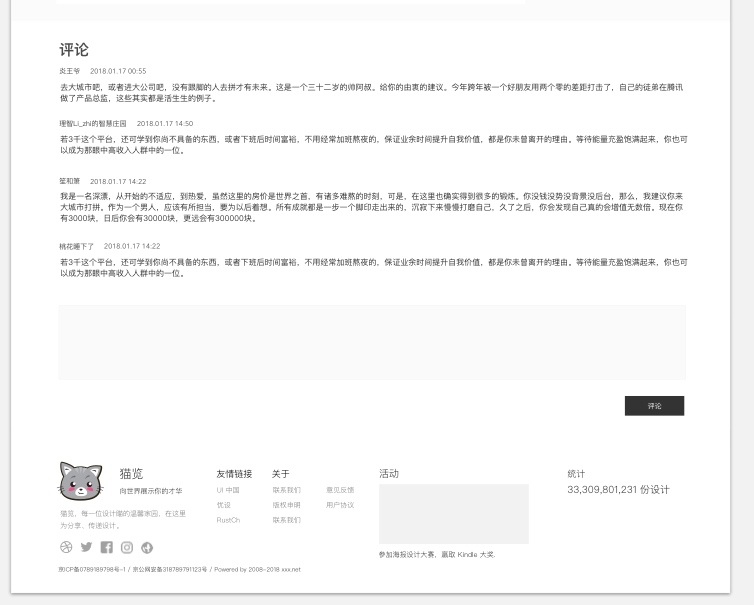 评论
炎王爷 2018.01.17 00:55
去大城市吧，或者进大公司吧，没有跟脚的人去拼才有未来。这是一个三十二岁的帅阿叔。给你的由衷的建议。今年跨年被一个好朋友用两个零的差距打击了，自己的徒弟在腾讯
做了产品总监，这些其实都是活生生的例子。
理智Li_zhi的智慧庄园 2018.01.17 14:50
若3千这个平台，还可学到你尚不具备的东西，或者下班后时间富裕，不用经常加班熬夜的，保证业余时间提升自我价值，都是你未曾离开的理由。等待能量充盈饱满起来，你也可
以成为那眼中高收入人群中的一位。
笙和箫 2018.01.17 14:22
我是一名深漂，从开始的不适应，到热爱，虽然这里的房价是世界之首，有诸多难熬的时刻，可是，在这里也确实得到很多的锻炼。你没钱没势没背景没后台，那么，我建议你来
大城市打拼。作为一个男人，应该有所担当，要为以后着想。所有成就都是一步一个脚印走出来的，沉寂下来慢慢打磨自己，久了之后，你会发现自己真的会增值无数倍。现在你
有3000块，日后你会有30000块，更远会有300000块。
桃花睡下了 2018.01.17 14:22
若3千这个平台，还可学到你尚不具备的东西，或者下班后时间富裕，不用经常加班熬夜的，保证业余时间提升自我价值，都是你未曾离开的理由。等待能量充盈饱满起来，你也可
以成为那眼中高收入人群中的一位。
评论
猫览
向世界展示你的才华
猫览，每一位设计猫的温馨家园，在这里
为分享、传递设计。
友情链接
UI 中国
优设
RustCh
关于
联系我们 意见反馈
版权申明 用户协议
联系我们
活动
参加海报设计大赛，赢取 Kindle 大奖.
统计
33,309,801,231 份设计
京ICP备0789189798号-1 / 京公网安备318789791123号 / Powered by 2008-2018 xxx.net